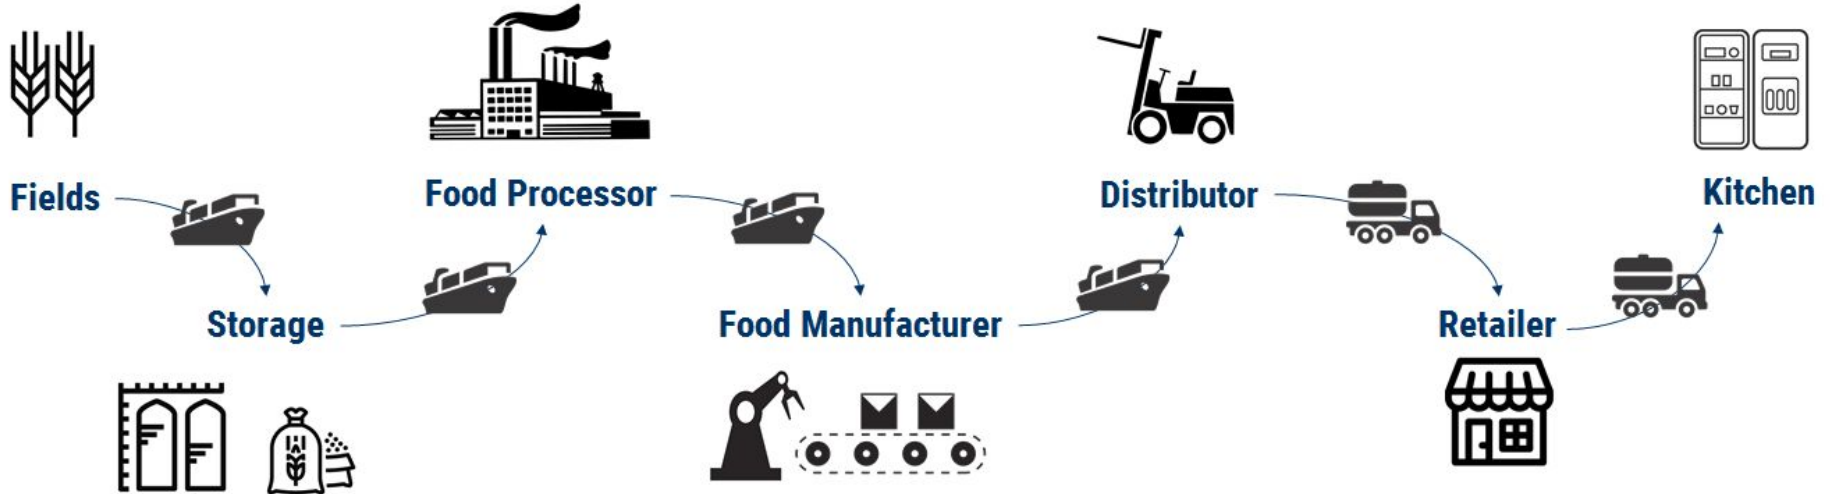 Fields
Storage
Food Processor
Food Manufacturer
Distributor
Retailer
Kitchen